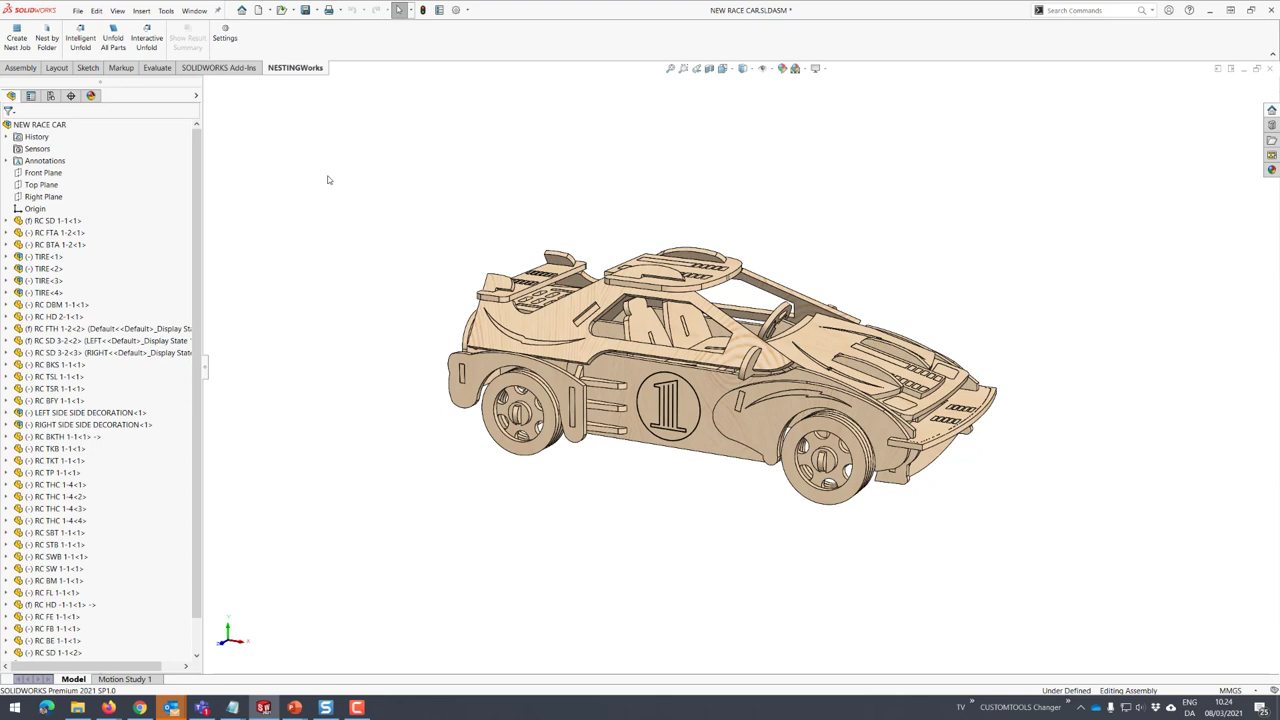 SOLIDWORKS File Edit View Insert Tools Window NEW RACE CAR.SLDASM * Search Commands
Create Nest Job Nest by Folder Intelligent Unfold Unfold All Parts Interactive Unfold Show Result Summary Settings
Assembly Layout Sketch Markup Evaluate SOLIDWORKS Add-Ins NESTINGWorks
NEW RACE CAR
History
Sensors
Annotations
Front Plane
Top Plane
Right Plane
Origin
(f) RC SD 1-1<1>
(-) RC FTA 1-2<1>
(-) RC BTA 1-2<1>
(-) TIRE<1>
(-) TIRE<2>
(-) TIRE<3>
(-) TIRE<4>
(-) RC DBM 1-1<1>
(-) RC HD 2-1<1>
(f) RC FTH 1-2<2> (Default<<Default>_Display St
(f) RC SD 3-2<2> (LEFT<<Default>_Display State
(-) RC SD 3-2<3> (RIGHT<<Default>_Display State
(-) RC BKS 1-1<1>
(-) RC TSL 1-1<1>
(-) RC TSR 1-1<1>
(-) RC BFY 1-1<1>
(-) LEFT SIDE SIDE DECORATION<1>
(-) RIGHT SIDE SIDE DECORATION<1>
(-) RC BKTH 1-1<1> ->
(-) RC TKB 1-1<1>
(-) RC TKT 1-1<1>
(-) RC TP 1-1<1>
(-) RC THC 1-4<1>
(-) RC THC 1-4<2>
(-) RC THC 1-4<3>
(-) RC THC 1-4<4>
(-) RC SBT 1-1<1>
(-) RC STB 1-1<1>
(-) RC SWB 1-1<1>
(-) RC SW 1-1<1>
(-) RC BM 1-1<1>
(-) RC FL 1-1<1>
(f) RC HD -1-1<1> ->
(-) RC FE 1-1<1>
(-) RC FB 1-1<1>
(-) RC BE 1-1<1>
(-) RC SD 1-1<2>
1
Y
X
Z
Model Motion Study 1
SOLIDWORKS Premium 2021 SP1.0 Under Defined Editing Assembly MMGS
TV CUSTOMTOOLS Changer ENG 10.24
DA 08/03/2021 25